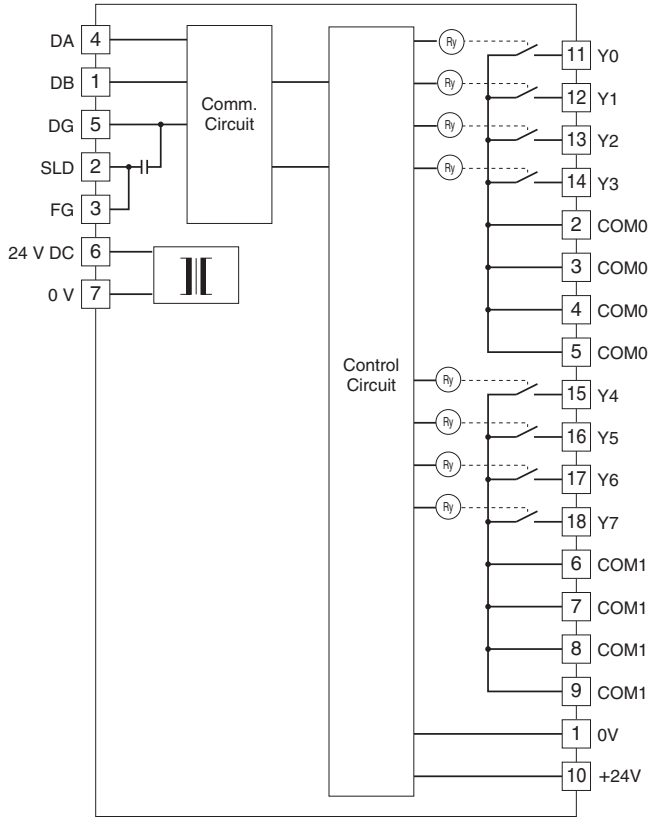 DA 4
DB 1
DG 5
SLD 2
FG 3
24 V DC 6
0 V 7
Comm.
Circuit
Control
Circuit
Ry
Ry
Ry
Ry
Ry
Ry
Ry
Ry
11 Y0
12 Y1
13 Y2
14 Y3
2 COM0
3 COM0
4 COM0
5 COM0
15 Y4
16 Y5
17 Y6
18 Y7
6 COM1
7 COM1
8 COM1
9 COM1
1 0V
10 +24V